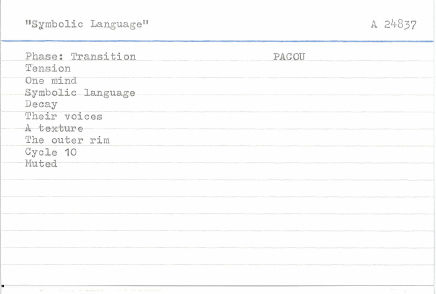 "Symbolic Language" A 24837
Phase: Transition PACOU
Tension
One mind
Symbolic language
Decay
Their voices
A texture
The outer rim
Cycle 10
Muted